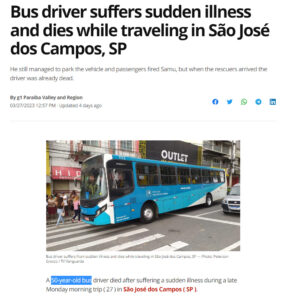 Bus driver suffers sudden illness
and dies while traveling in São José
dos Campos, SP
He still managed to park the vehicle and passengers fired Samu, but when the rescuers arrived the
driver was already dead.
By g1 Paraíba Valley and Region
03/27/2023 12:57 PM · Updated 4 days ago
OUTLET
Bus driver suffers from sudden illness and dies while traveling in São José dos Campos, SP — Photo: Peterson
Grecco / TV Vanguarda
A 50-year-old bus driver died after suffering a sudden illness during a late
Monday morning trip ( 27 ) in São José dos Campos ( SP ).